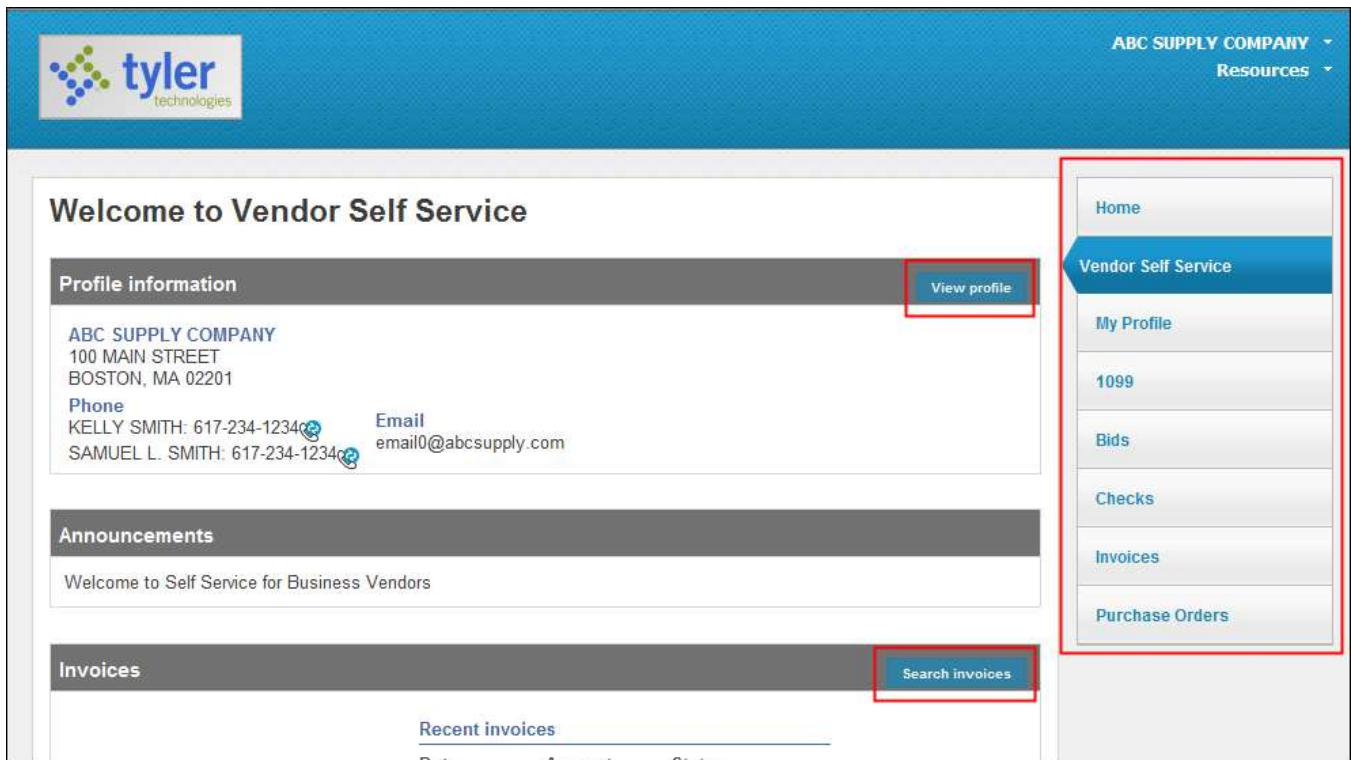 tyler
technologies
ABC SUPPLY COMPANY
Resources
Welcome to Vendor Self Service
Profile information
View profile
ABC SUPPLY COMPANY
100 MAIN STREET
BOSTON, MA 02201
Phone
KELLY SMITH: 617-234-1234
SAMUEL L. SMITH: 617-234-1234
Email
email0@abcsupply.com
Announcements
Welcome to Self Service for Business Vendors
Invoices
Search invoices
Recent invoices
Home
Vendor Self Service
My Profile
1099
Bids
Checks
Invoices
Purchase Orders